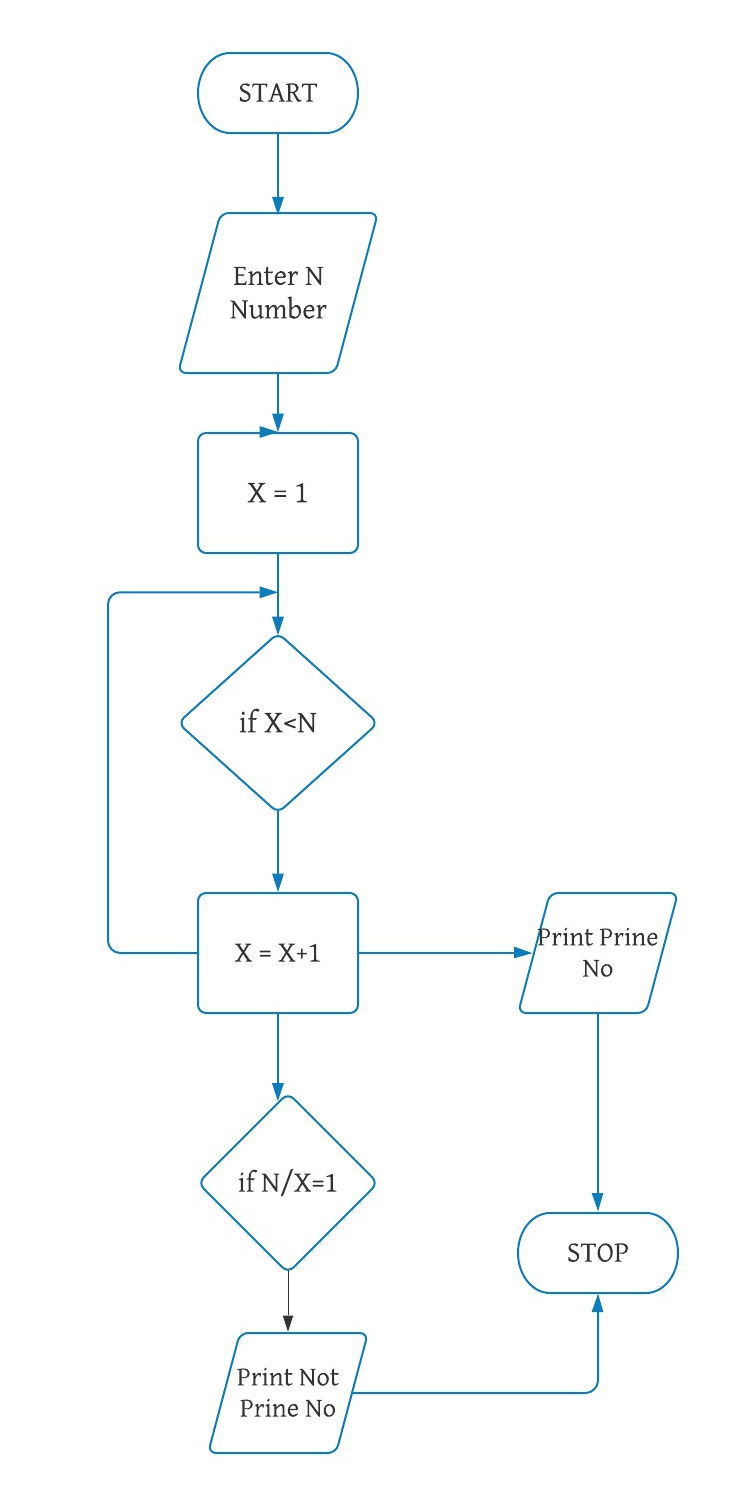 START
Enter N
Number
X = 1
if X<N
X = X+1
Print Prine
No
if N/X=1
STOP
Print Not
Prine No